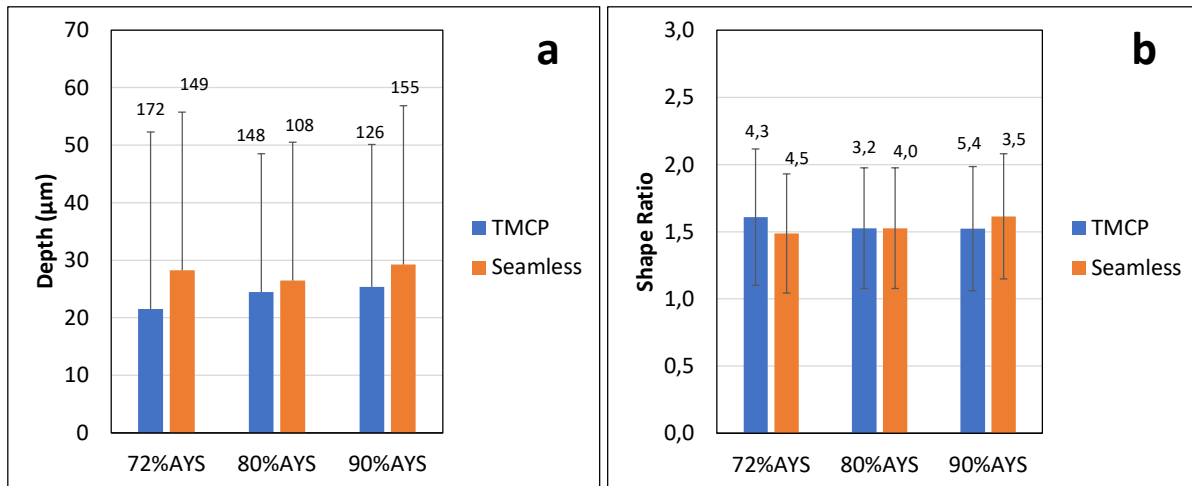 a
Depth (µm)
70
60
50
40
30
20
10
0
172
149
148
108
126
155
72%AYS
80%AYS
90%AYS
TMCP
Seamless
b
Shape Ratio
3,0
2,5
2,0
1,5
1,0
0,5
0,0
4,3
4,5
3,2
4,0
5,4
3,5
72%AYS
80%AYS
90%AYS
TMCP
Seamless